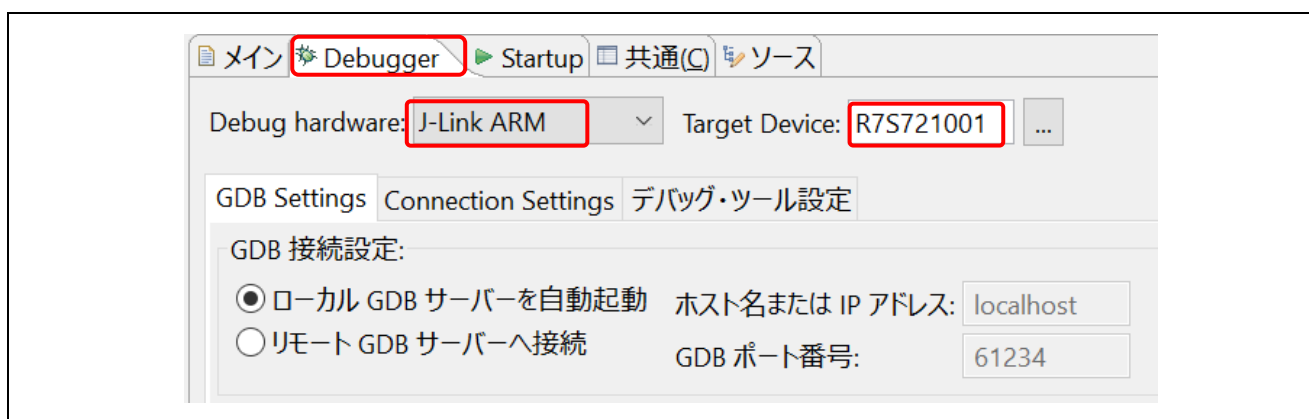 メイン Debugger Startup 共通(C) ソース
Debug hardware: J-Link ARM Target Device: R7S721001 ...
GDB Settings Connection Settings デバッグ・ツール設定
GDB 接続設定:
ローカル GDB サーバーを自動起動 ホスト名または IP アドレス: localhost
リモート GDB サーバーへ接続 GDB ポート番号: 61234